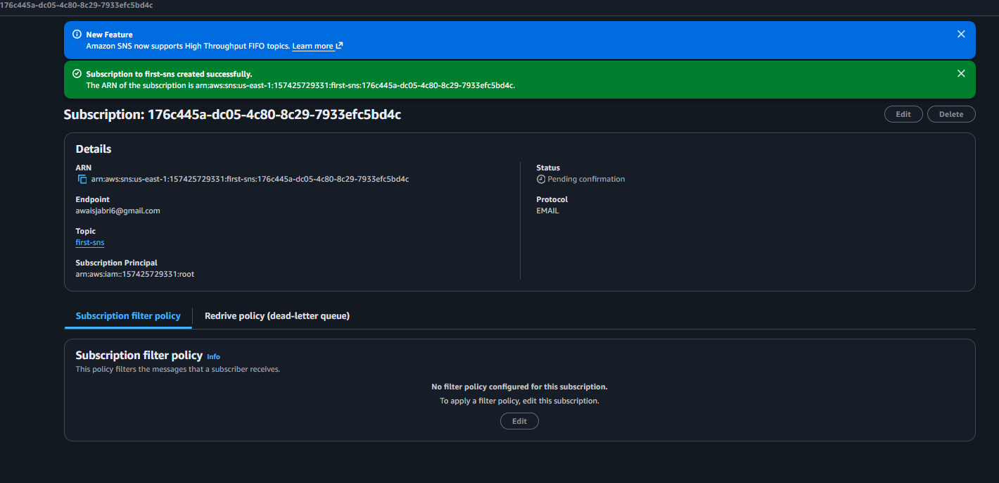 176c445a-dc05-4c80-8c29-7933efc5bd4c
New Feature
Amazon SNS now supports High Throughput FIFO topics. Learn more
Subscription to first-sns created successfully.
The ARN of the subscription is arn:aws:sns:us-east-1:157425729331:first-sns:176c445a-dc05-4c80-8c29-7933efc5bd4c.
Subscription: 176c445a-dc05-4c80-8c29-7933efc5bd4c
Edit
Delete
Details
ARN
arn:aws:sns:us-east-1:157425729331:first-sns:176c445a-dc05-4c80-8c29-7933efc5bd4c
Endpoint
awaisjabri6@gmail.com
Topic
first-sns
Subscription Principal
arn:aws:iam::157425729331:root
Status
Pending confirmation
Protocol
EMAIL
Subscription filter policy
Redrive policy (dead-letter queue)
Subscription filter policy Info
This policy filters the messages that a subscriber receives.
No filter policy configured for this subscription.
To apply a filter policy, edit this subscription.
Edit